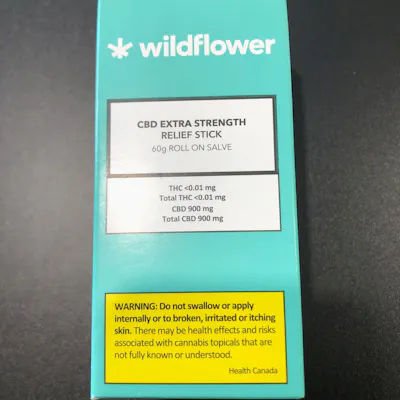 wildflower
CBD EXTRA STRENGTH
RELIEF STICK
60g ROLL ON SALVE
THC <0.01 mg
Total THC <0.01 mg
CBD 900 mg
Total CBD 900 mg
WARNING: Do not swallow or apply
internally or to broken, irritated or itching
skin. There may be health effects and risks
associated with cannabis topicals that are
not fully known or understood.
Health Canada